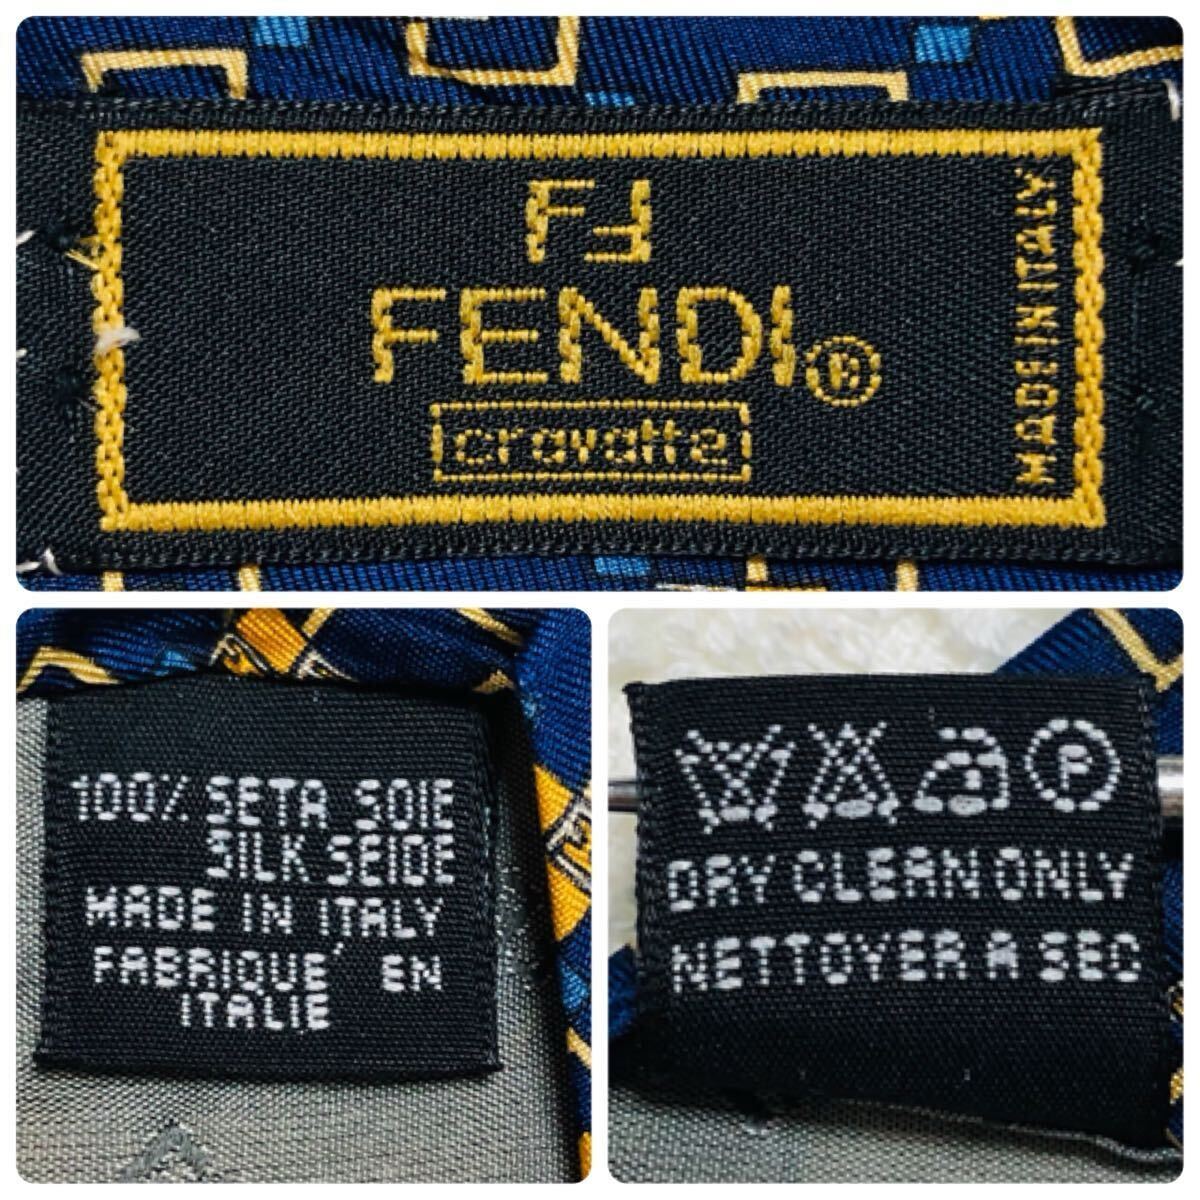 FF
FENDI®
cravatte
MADE IN ITALY
100% SETA SOIE
SILK SEIDE
MADE IN ITALY
FABRIQUÉ EN
ITALIE
A
P
DRY CLEAN ONLY
NETTOYER A SEC